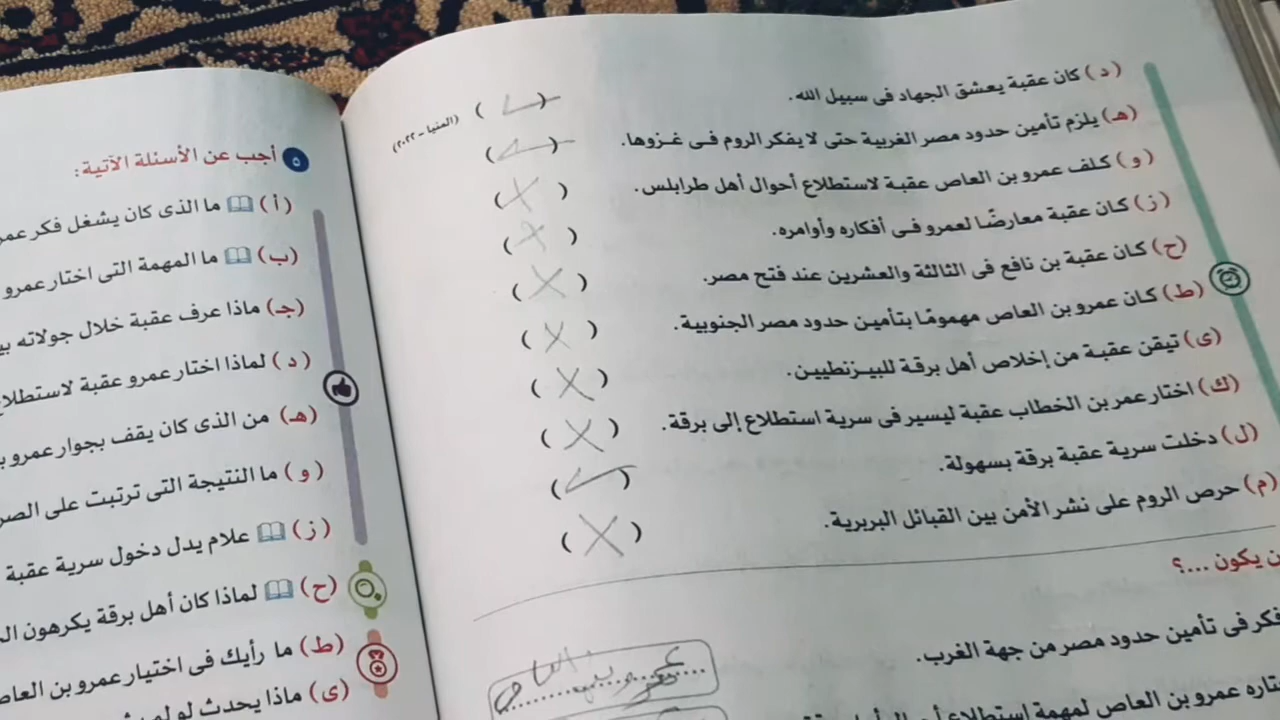 (د) كان عقبة يعشق الجهاد فى سبيل الله. (✓) (المنيا - ٢٠٢٢)
(هـ) يلزم تأمين حدود مصر الغربية حتى لا يفكر الروم فى غزوها. (✓)
(و) كلف عمرو بن العاص عقبة لاستطلاع أحوال أهل طرابلس. (X)
(ز) كان عقبة معارضًا لعمرو فى أفكاره وأوامره. (X)
(ح) كان عقبة بن نافع فى الثالثة والعشرين عند فتح مصر. (X)
(ط) كان عمرو بن العاص مهمومًا بتأمين حدود مصر الجنوبية. (X)
(ى) تيقن عقبة من إخلاص أهل برقة للبيزنطيين. (X)
(ك) اختار عمر بن الخطاب عقبة ليسير فى سرية استطلاع إلى برقة. (X)
(ل) دخلت سرية عقبة برقة بسهولة. (✓)
(م) حرص الروم على نشر الأمن بين القبائل البربرية. (X)
يكون ...؟
فى تأمين حدود مصر من جهة الغرب.
عمرو بن
عمرو بن العاص لمهمة استطلاع
٥ أجب عن الأسئلة الآتية:
(أ) ما الذى كان يشغل فكر
(ب) ما المهمة التى اختار عمرو
(جـ) ماذا عرف عقبة خلال جولاته
(د) لماذا اختار عمرو عقبة
(هـ) من الذى كان يقف بجوار عمرو
(و) ما النتيجة التى ترتبت على
(ز) علام يدل دخول سرية عقبة
(ح) لماذا كان أهل برقة يكرهون
(ط) ما رأيك فى اختيار عمرو بن
(ى) ماذا يحدث لو لم